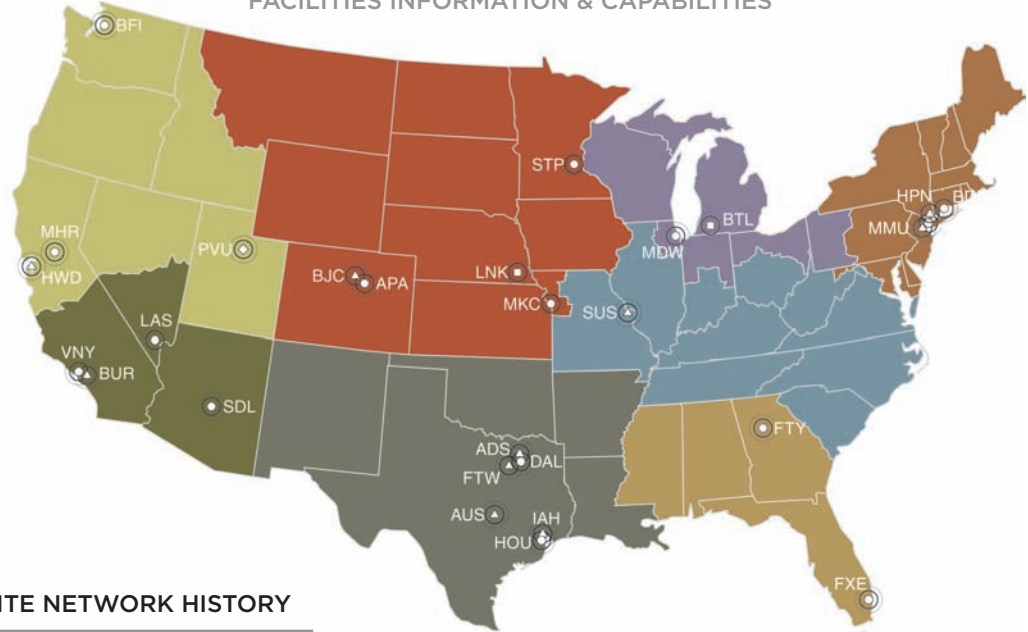 FACILITIES INFORMATION & CAPABILITIES
BFI
STP
HPN
MMU
MHR
HWD
PVU
BTL
MDW
BJC
APA
LNK
MKC
SUS
LAS
VNY
BUR
SDL
ADS
DAL
FTW
FTY
AUS
IAH
HOU
FXE
ITE NETWORK HISTORY